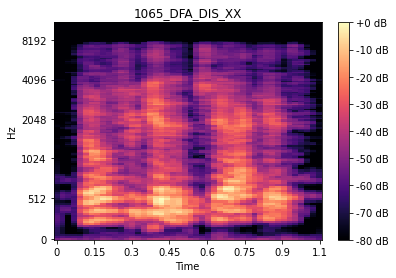 1065_DFA_DIS_XX
+0 dB
8192
-10 dB
4096
-20 dB
-30 dB
2048
Hz
-40 dB
1024
-50 dB
512
-60 dB
-70 dB
0
-80 dB
0 0.15 0.3 0.45 0.6 0.75 0.9 1.1
Time